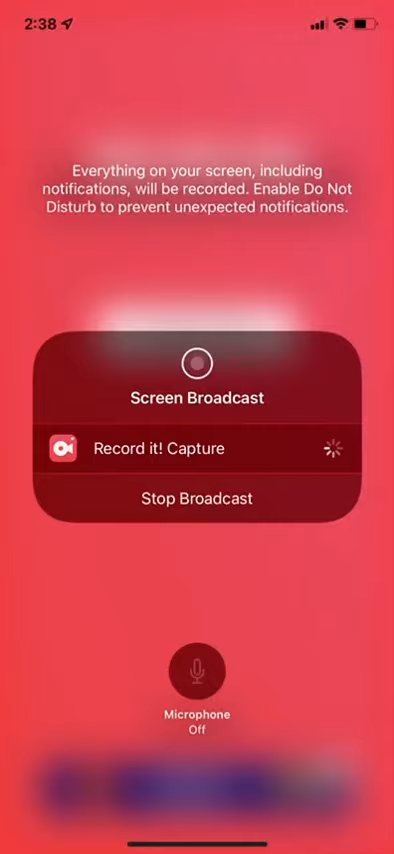 2:38
Everything on your screen, including
notifications, will be recorded. Enable Do Not
Disturb to prevent unexpected notifications.
Screen Broadcast
Record it! Capture
Stop Broadcast
Microphone
Off